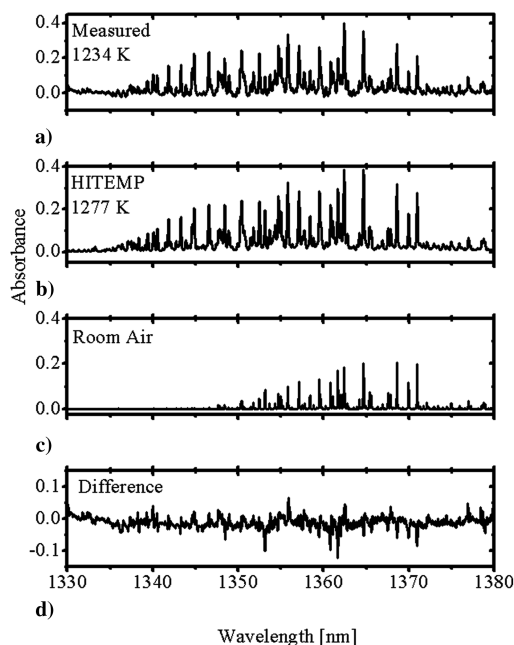 0.4
Measured
0.2
1234 K
0.0
a)
0.4
HITEMP
1277 K
0.2
0.0
b)
Absorbance
0.4
Room Air
0.2
0.0
c)
0.1
Difference
0.0
-0.1
1330 1340 1350 1360 1370 1380
d)
Wavelength [nm]